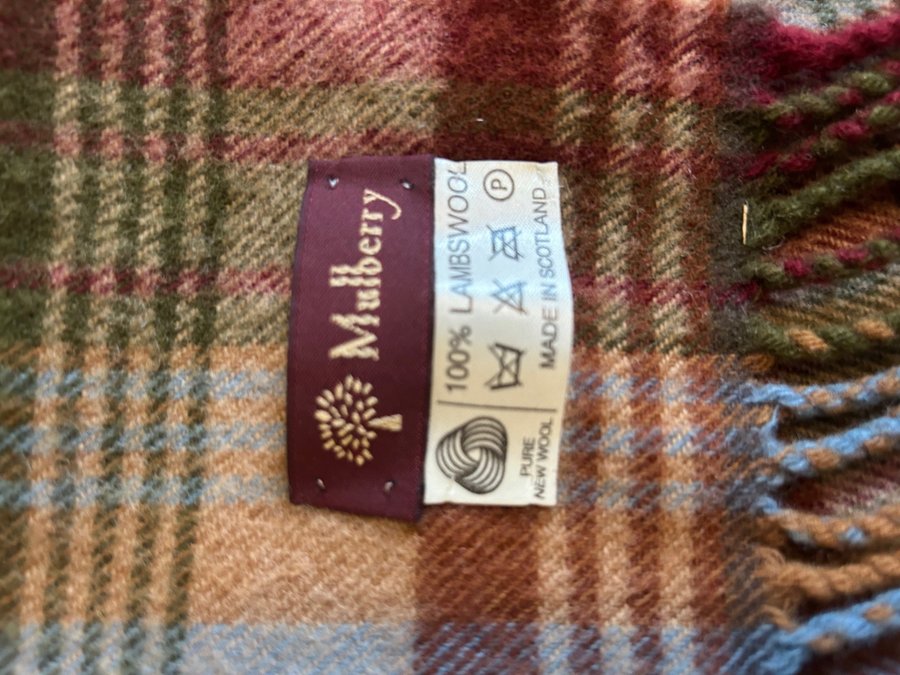 Mulberry
100% LAMBSWOOL
P
MADE IN SCOTLAND
PURE
NEW WOOL